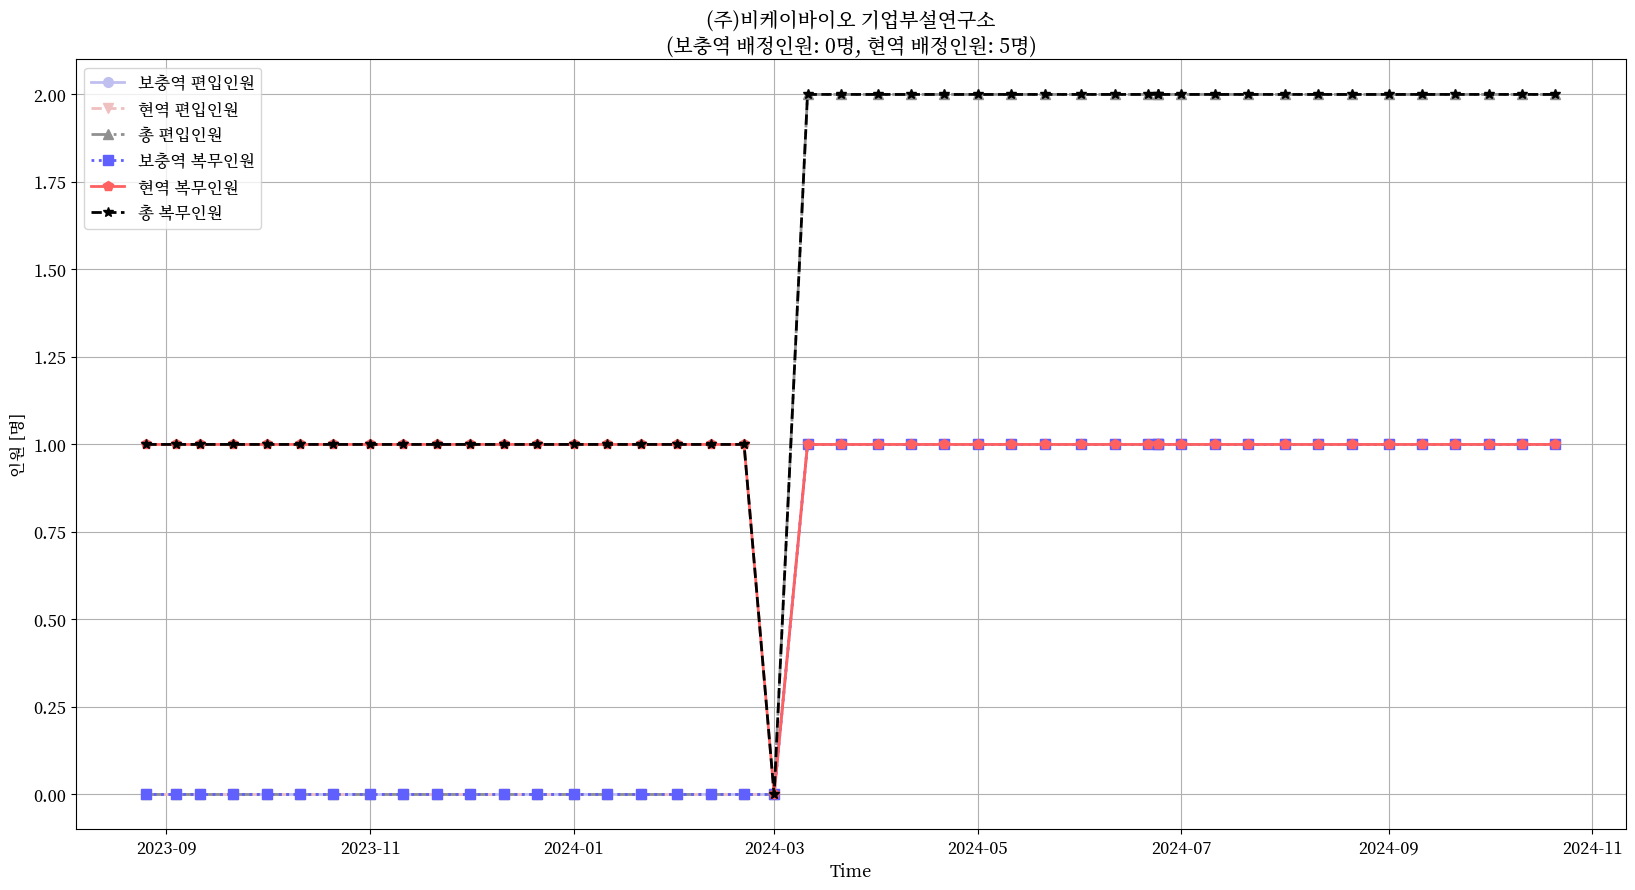 (주)비케이바이오 기업부설연구소
(보충역 배정인원: 0명, 현역 배정인원: 5명)
보충역 편입인원
현역 편입인원
총 편입인원
보충역 복무인원
현역 복무인원
총 복무인원
인원 [명]
2.00
1.75
1.50
1.25
1.00
0.75
0.50
0.25
0.00
2023-09
2023-11
2024-01
2024-03
2024-05
2024-07
2024-09
2024-11
Time